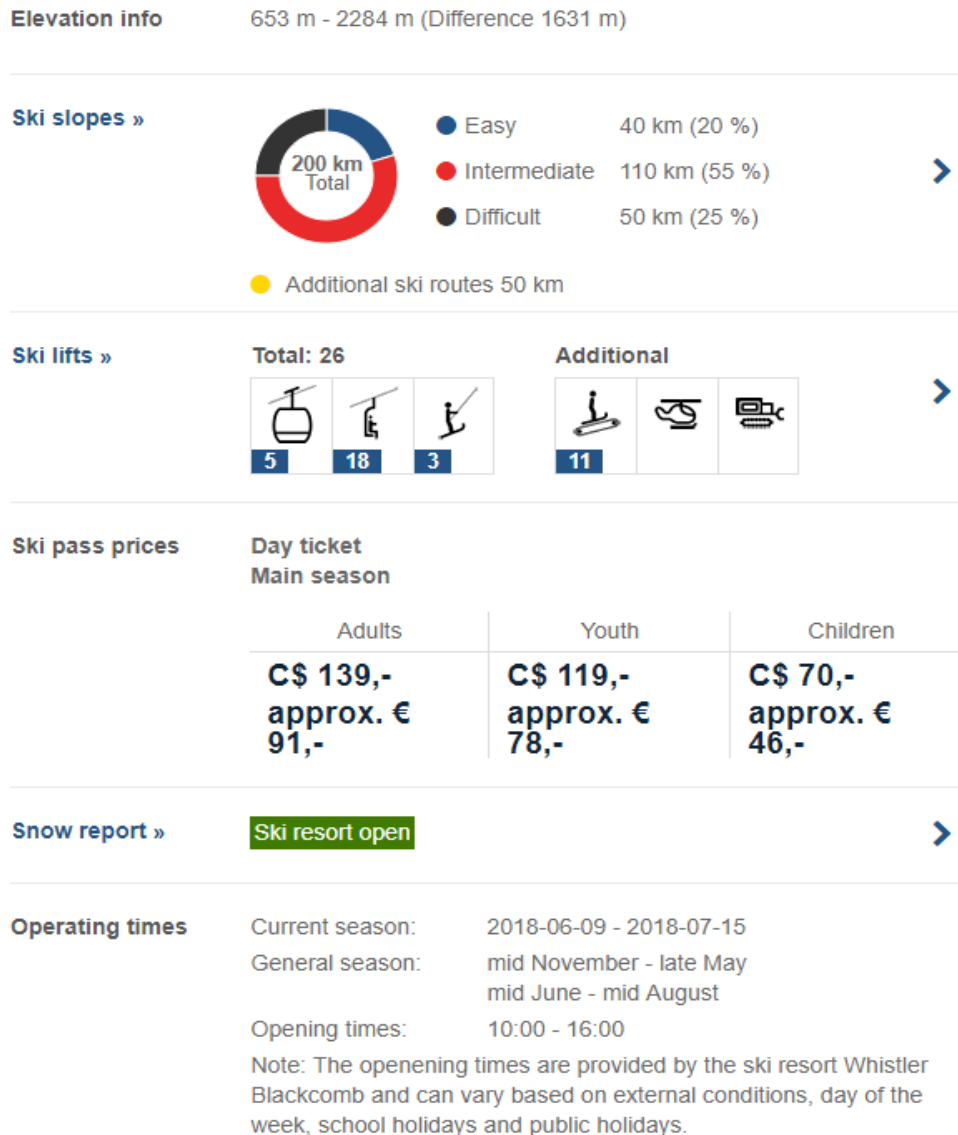 Elevation info 653 m - 2284 m (Difference 1631 m)
Ski slopes »
200 km
Total
Easy 40 km (20 %)
Intermediate 110 km (55 %)
Difficult 50 km (25 %)
Additional ski routes 50 km
Ski lifts » Total: 26 Additional
5 18 3 11
Ski pass prices Day ticket
Main season
Adults Youth Children
C$ 139,- C$ 119,- C$ 70,-
approx. € approx. € approx. €
91,- 78,- 46,-
Snow report » Ski resort open
Operating times Current season: 2018-06-09 - 2018-07-15
General season: mid November - late May
mid June - mid August
Opening times: 10:00 - 16:00
Note: The openening times are provided by the ski resort Whistler
Blackcomb and can vary based on external conditions, day of the
week, school holidays and public holidays.